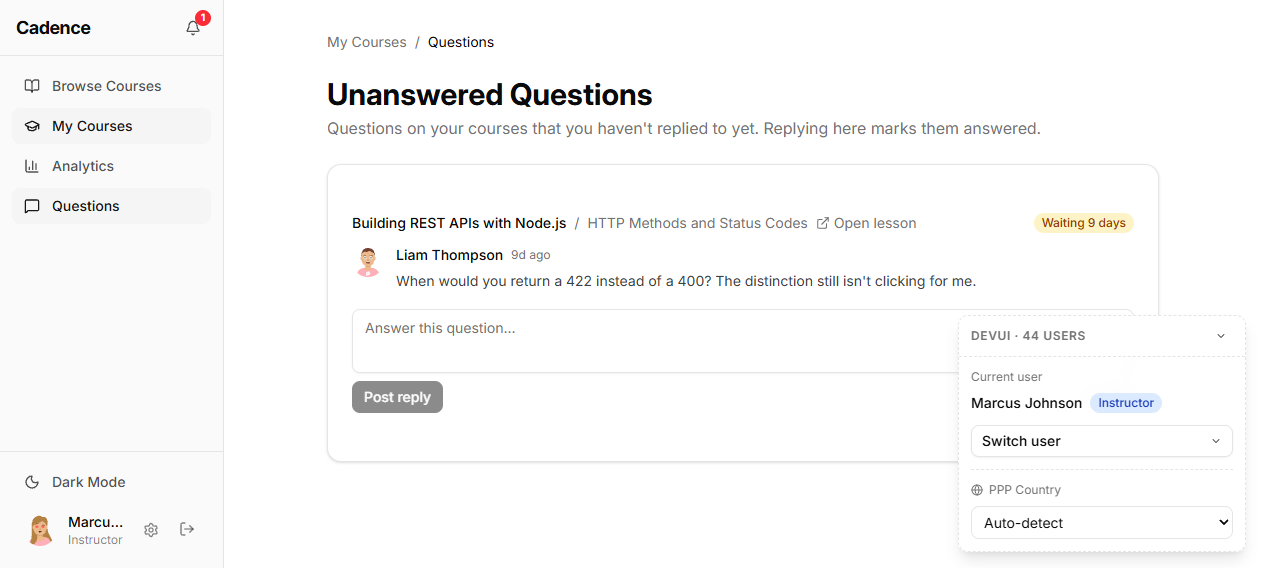 Cadence
1
Browse Courses
My Courses
Analytics
Questions
Dark Mode
Marcu...
Instructor
My Courses / Questions
Unanswered Questions
Questions on your courses that you haven't replied to yet. Replying here marks them answered.
Building REST APIs with Node.js / HTTP Methods and Status Codes Open lesson
Waiting 9 days
Liam Thompson 9d ago
When would you return a 422 instead of a 400? The distinction still isn't clicking for me.
Answer this question...
Post reply
DEVUI · 44 USERS
Current user
Marcus Johnson Instructor
Switch user
PPP Country
Auto-detect